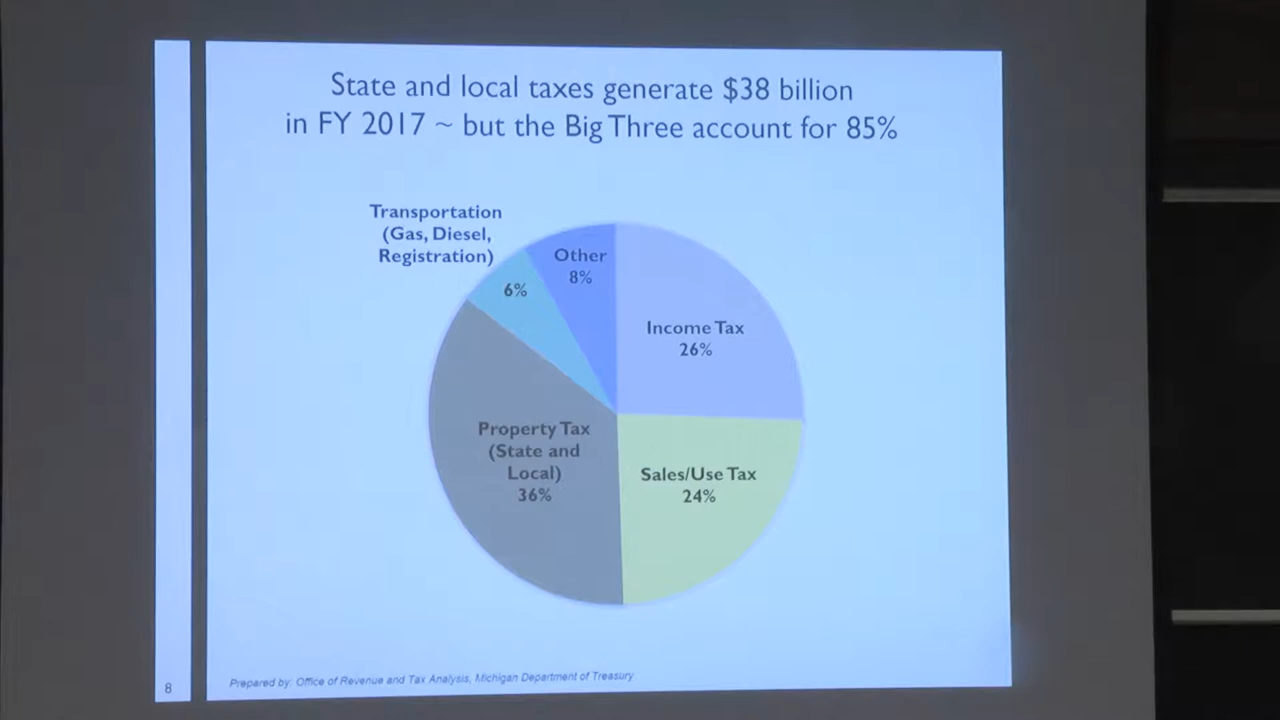 State and local taxes generate $38 billion
in FY 2017 ~ but the Big Three account for 85%
Transportation
(Gas, Diesel,
Registration)
6%
Other
8%
Income Tax
26%
Property Tax
(State and
Local)
36%
Sales/Use Tax
24%
Prepared by: Office of Revenue and Tax Analysis, Michigan Department of Treasury
8